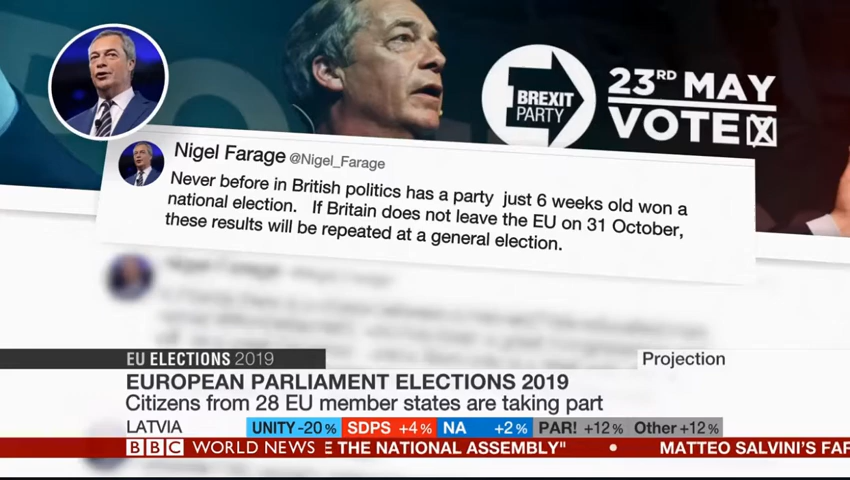 BREXIT
PARTY
23RD MAY
VOTE
Nigel Farage @Nigel_Farage
Never before in British politics has a party just 6 weeks old won a
national election. If Britain does not leave the EU on 31 October,
these results will be repeated at a general election.
EU ELECTIONS 2019
Projection
EUROPEAN PARLIAMENT ELECTIONS 2019
Citizens from 28 EU member states are taking part
LATVIA UNITY -20% SDPS +4% NA +2% PAR! +12% Other +12%
BBC WORLD NEWS E THE NATIONAL ASSEMBLY" • MATTEO SALVINI'S FAR